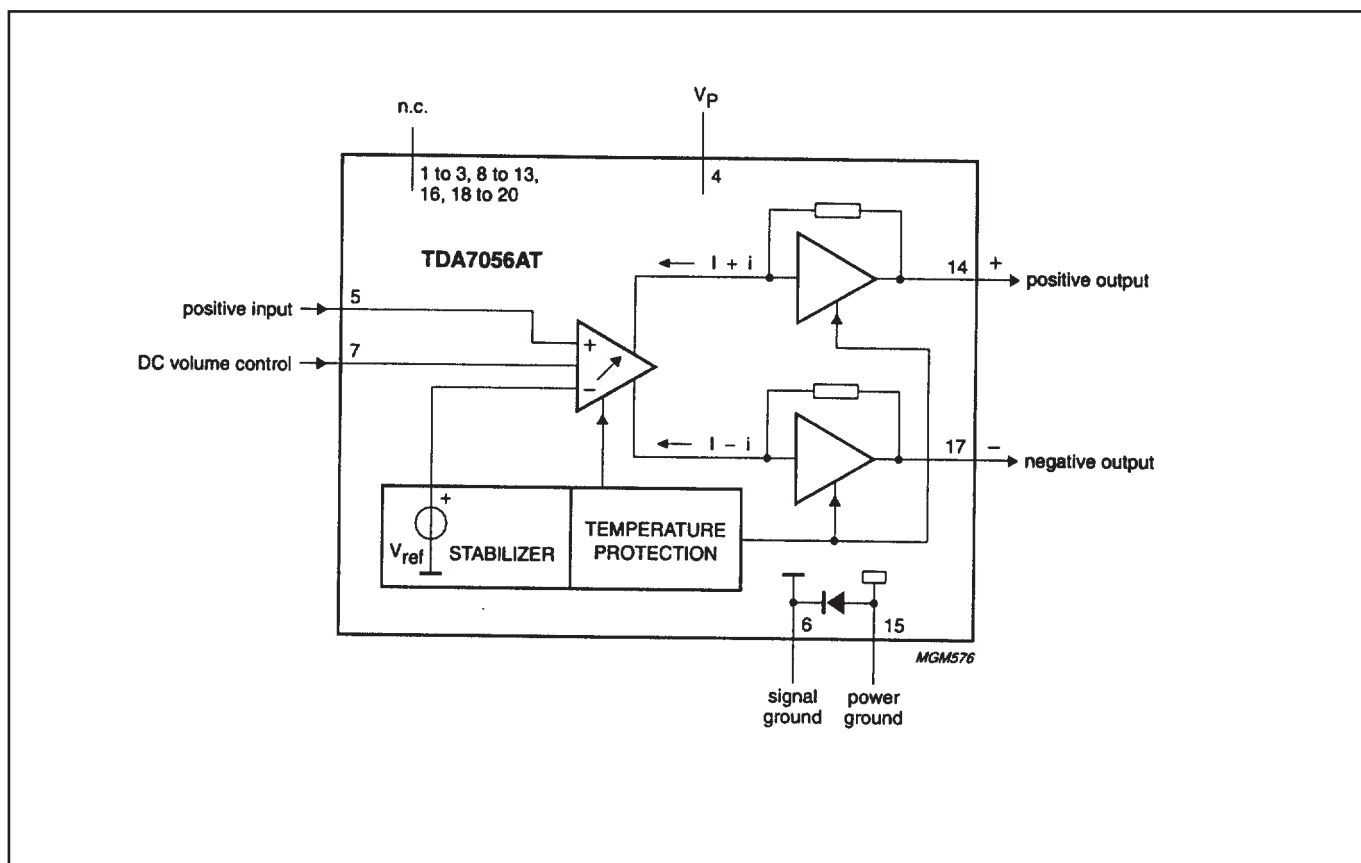 n.c.
V_P
1 to 3, 8 to 13,
16, 18 to 20
4
TDA7056AT
I + i
14
+
positive output
positive input
5
+
DC volume control
7
−
I − i
17
−
negative output
+
V_ref
STABILIZER
TEMPERATURE
PROTECTION
6
15
MGM576
signal
ground
power
ground